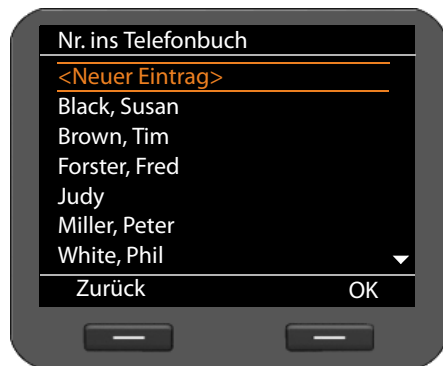 Nr. ins Telefonbuch
<Neuer Eintrag>
Black, Susan
Brown, Tim
Forster, Fred
Judy
Miller, Peter
White, Phil
Zurück OK